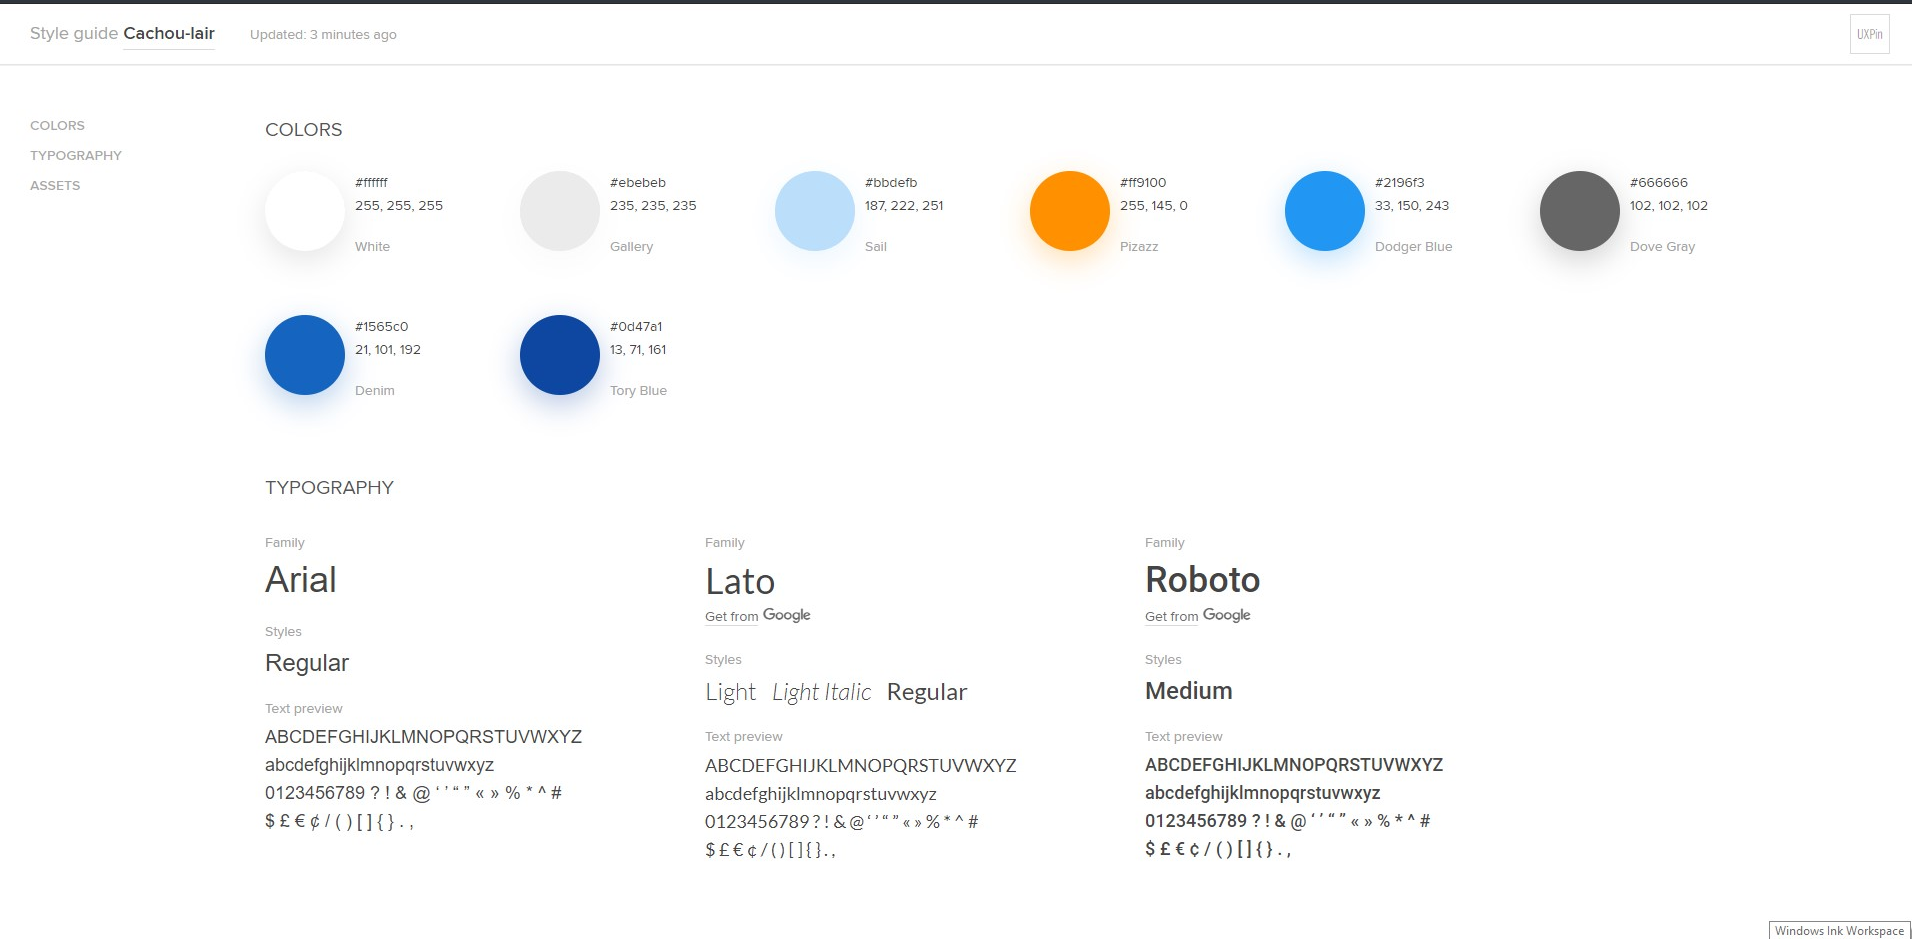 Style guide Cachou-lair Updated: 3 minutes ago
UXPin
COLORS
TYPOGRAPHY
ASSETS
COLORS
#ffffff
255, 255, 255
White
#ebebeb
235, 235, 235
Gallery
#bbdefb
187, 222, 251
Sail
#ff9100
255, 145, 0
Pizazz
#2196f3
33, 150, 243
Dodger Blue
#666666
102, 102, 102
Dove Gray
#1565c0
21, 101, 192
Denim
#0d47a1
13, 71, 161
Tory Blue
TYPOGRAPHY
Family
Arial
Styles
Regular
Text preview
ABCDEFGHIJKLMNOPQRSTUVWXYZ
abcdefghijklmnopqrstuvwxyz
0123456789 ? ! & @ ‘ ’ “ ” « » % * ^ #
$ £ € ¢ / ( ) [ ] { } . ,
Family
Lato
Get from Google
Styles
Light Light Italic Regular
Text preview
ABCDEFGHIJKLMNOPQRSTUVWXYZ
abcdefghijklmnopqrstuvwxyz
0123456789 ? ! & @ ‘ ’ “ ” « » % * ^ #
$ £ € ¢ / ( ) [ ] { } . ,
Family
Roboto
Get from Google
Styles
Medium
Text preview
ABCDEFGHIJKLMNOPQRSTUVWXYZ
abcdefghijklmnopqrstuvwxyz
0123456789 ? ! & @ ‘ ’ “ ” « » % * ^ #
$ £ € ¢ / ( ) [ ] { } . ,
Windows Ink Workspace